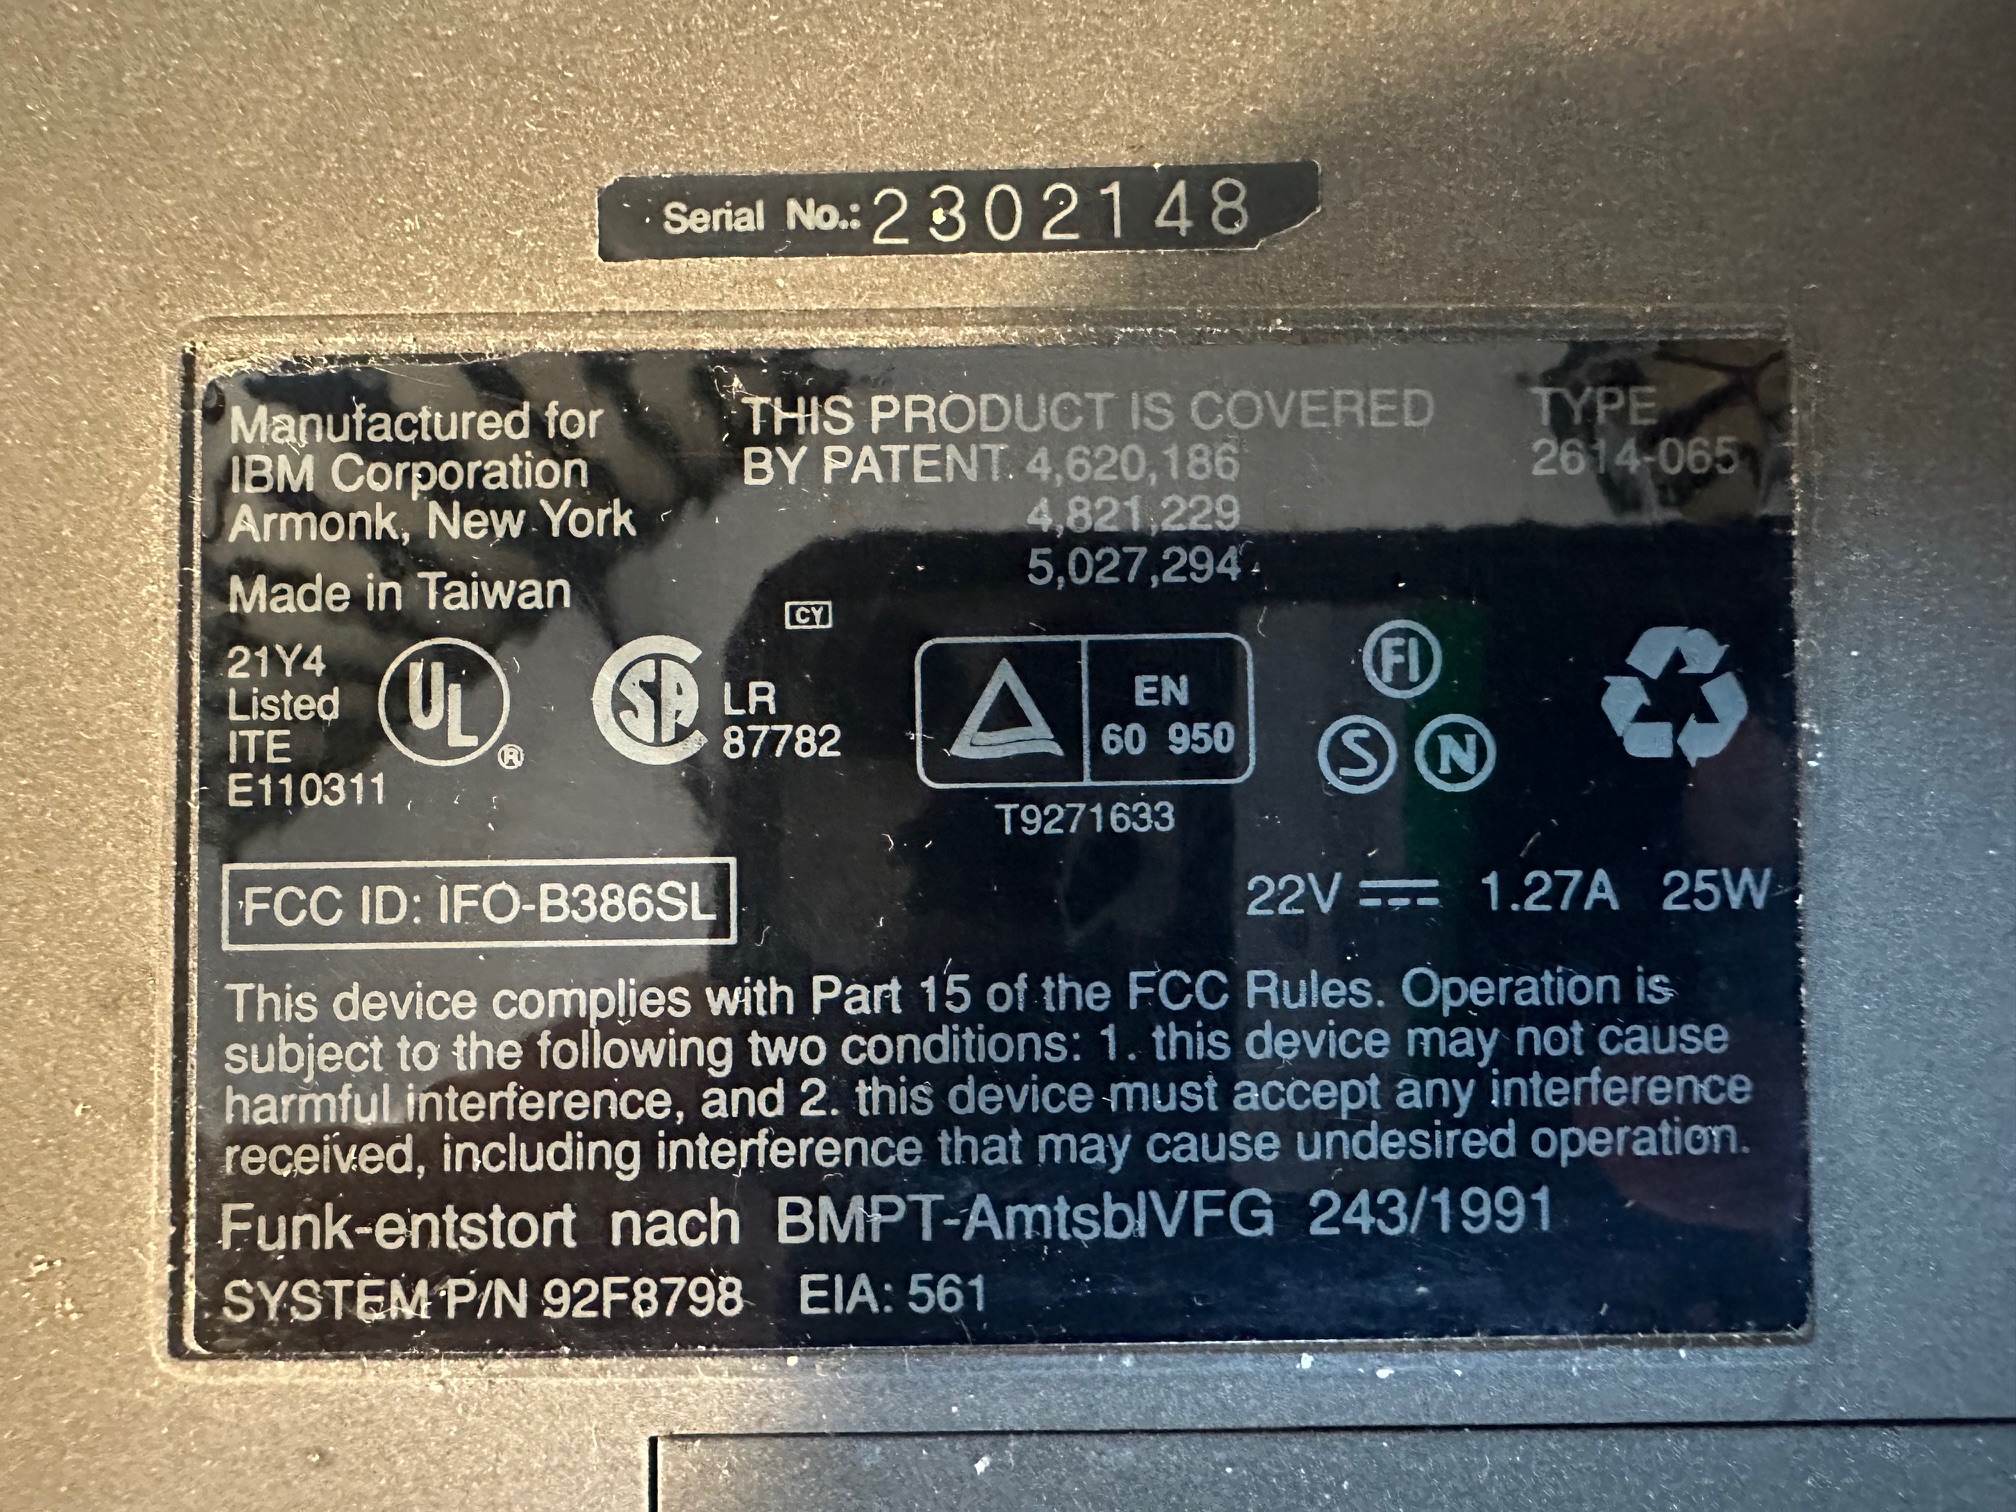 Serial No.: 2302148
Manufactured for
IBM Corporation
Armonk, New York
Made in Taiwan
THIS PRODUCT IS COVERED
BY PATENT 4,620,186
4,821,229
5,027,294
TYPE
2614-065
CY
21Y4
Listed
ITE
E110311
UL ®
SA
LR
87782
EN
60 950
T9271633
FI
S N
FCC ID: IFO-B386SL
22V 1.27A 25W
This device complies with Part 15 of the FCC Rules. Operation is
subject to the following two conditions: 1. this device may not cause
harmful interference, and 2. this device must accept any interference
received, including interference that may cause undesired operation.
Funk-entstort nach BMPT-AmtsblVFG 243/1991
SYSTEM P/N 92F8798 EIA: 561